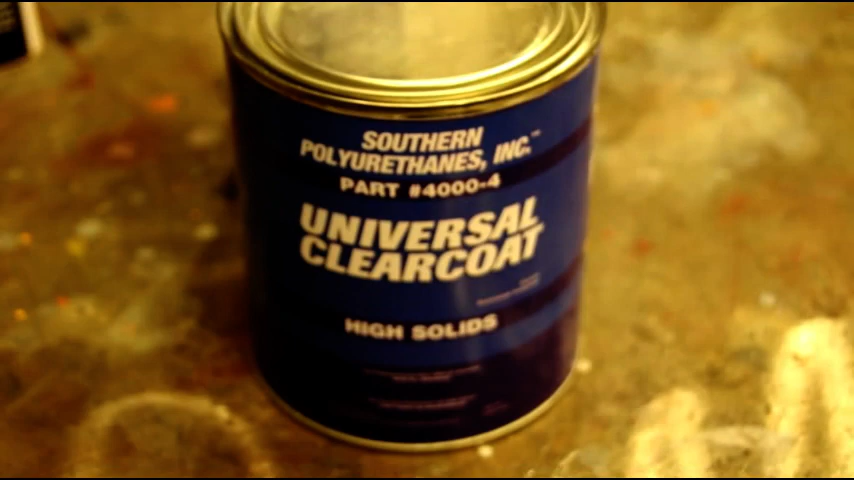 SOUTHERN
POLYURETHANES, INC.™
PART #4000-4
UNIVERSAL
CLEARCOAT
HIGH SOLIDS